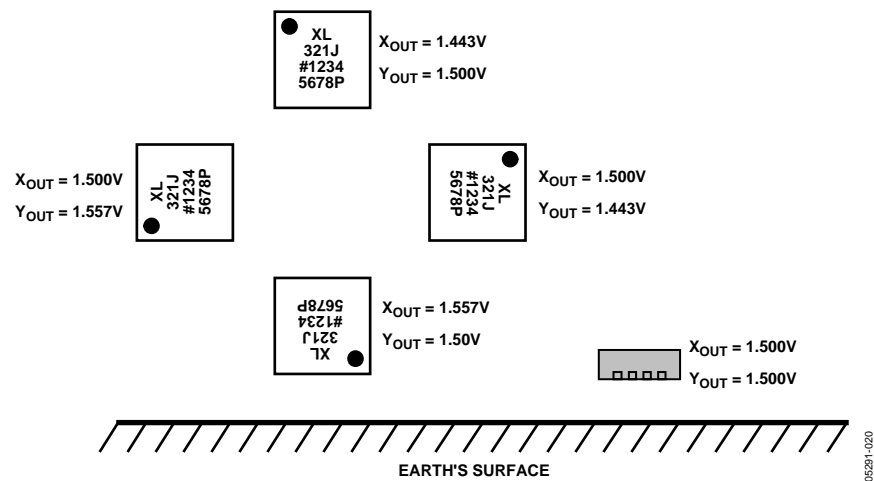 XL
321J
#1234
5678P
XOUT = 1.443V
YOUT = 1.500V
XOUT = 1.500V
YOUT = 1.557V
XL
321J
#1234
5678P
XL
321J
#1234
5678P
XOUT = 1.500V
YOUT = 1.443V
XL
321J
#1234
5678P
XOUT = 1.557V
YOUT = 1.50V
XOUT = 1.500V
YOUT = 1.500V
EARTH'S SURFACE
05291-020